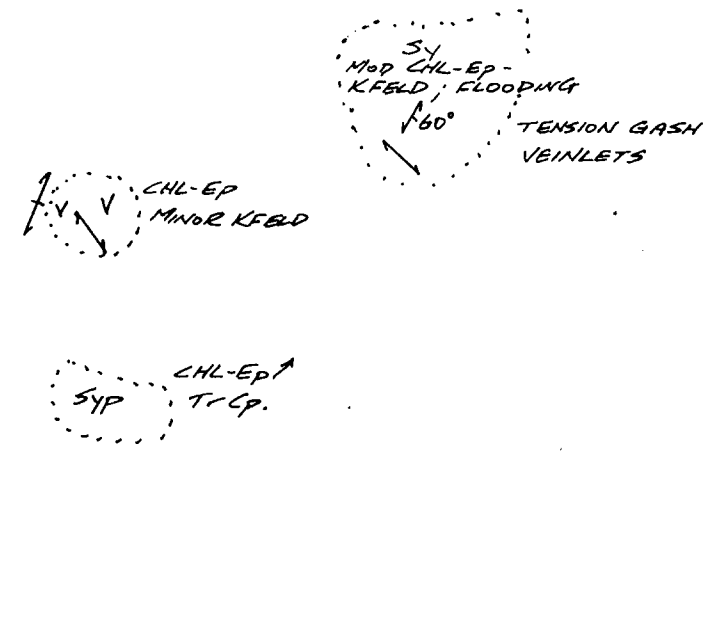 Sy
MOD CHL-EP-
KFELD; FLOODING
60°
TENSION GASH
VEINLETS
CHL-EP
MINOR KFELD
V V
CHL-EP
Syp
Tr Cp.